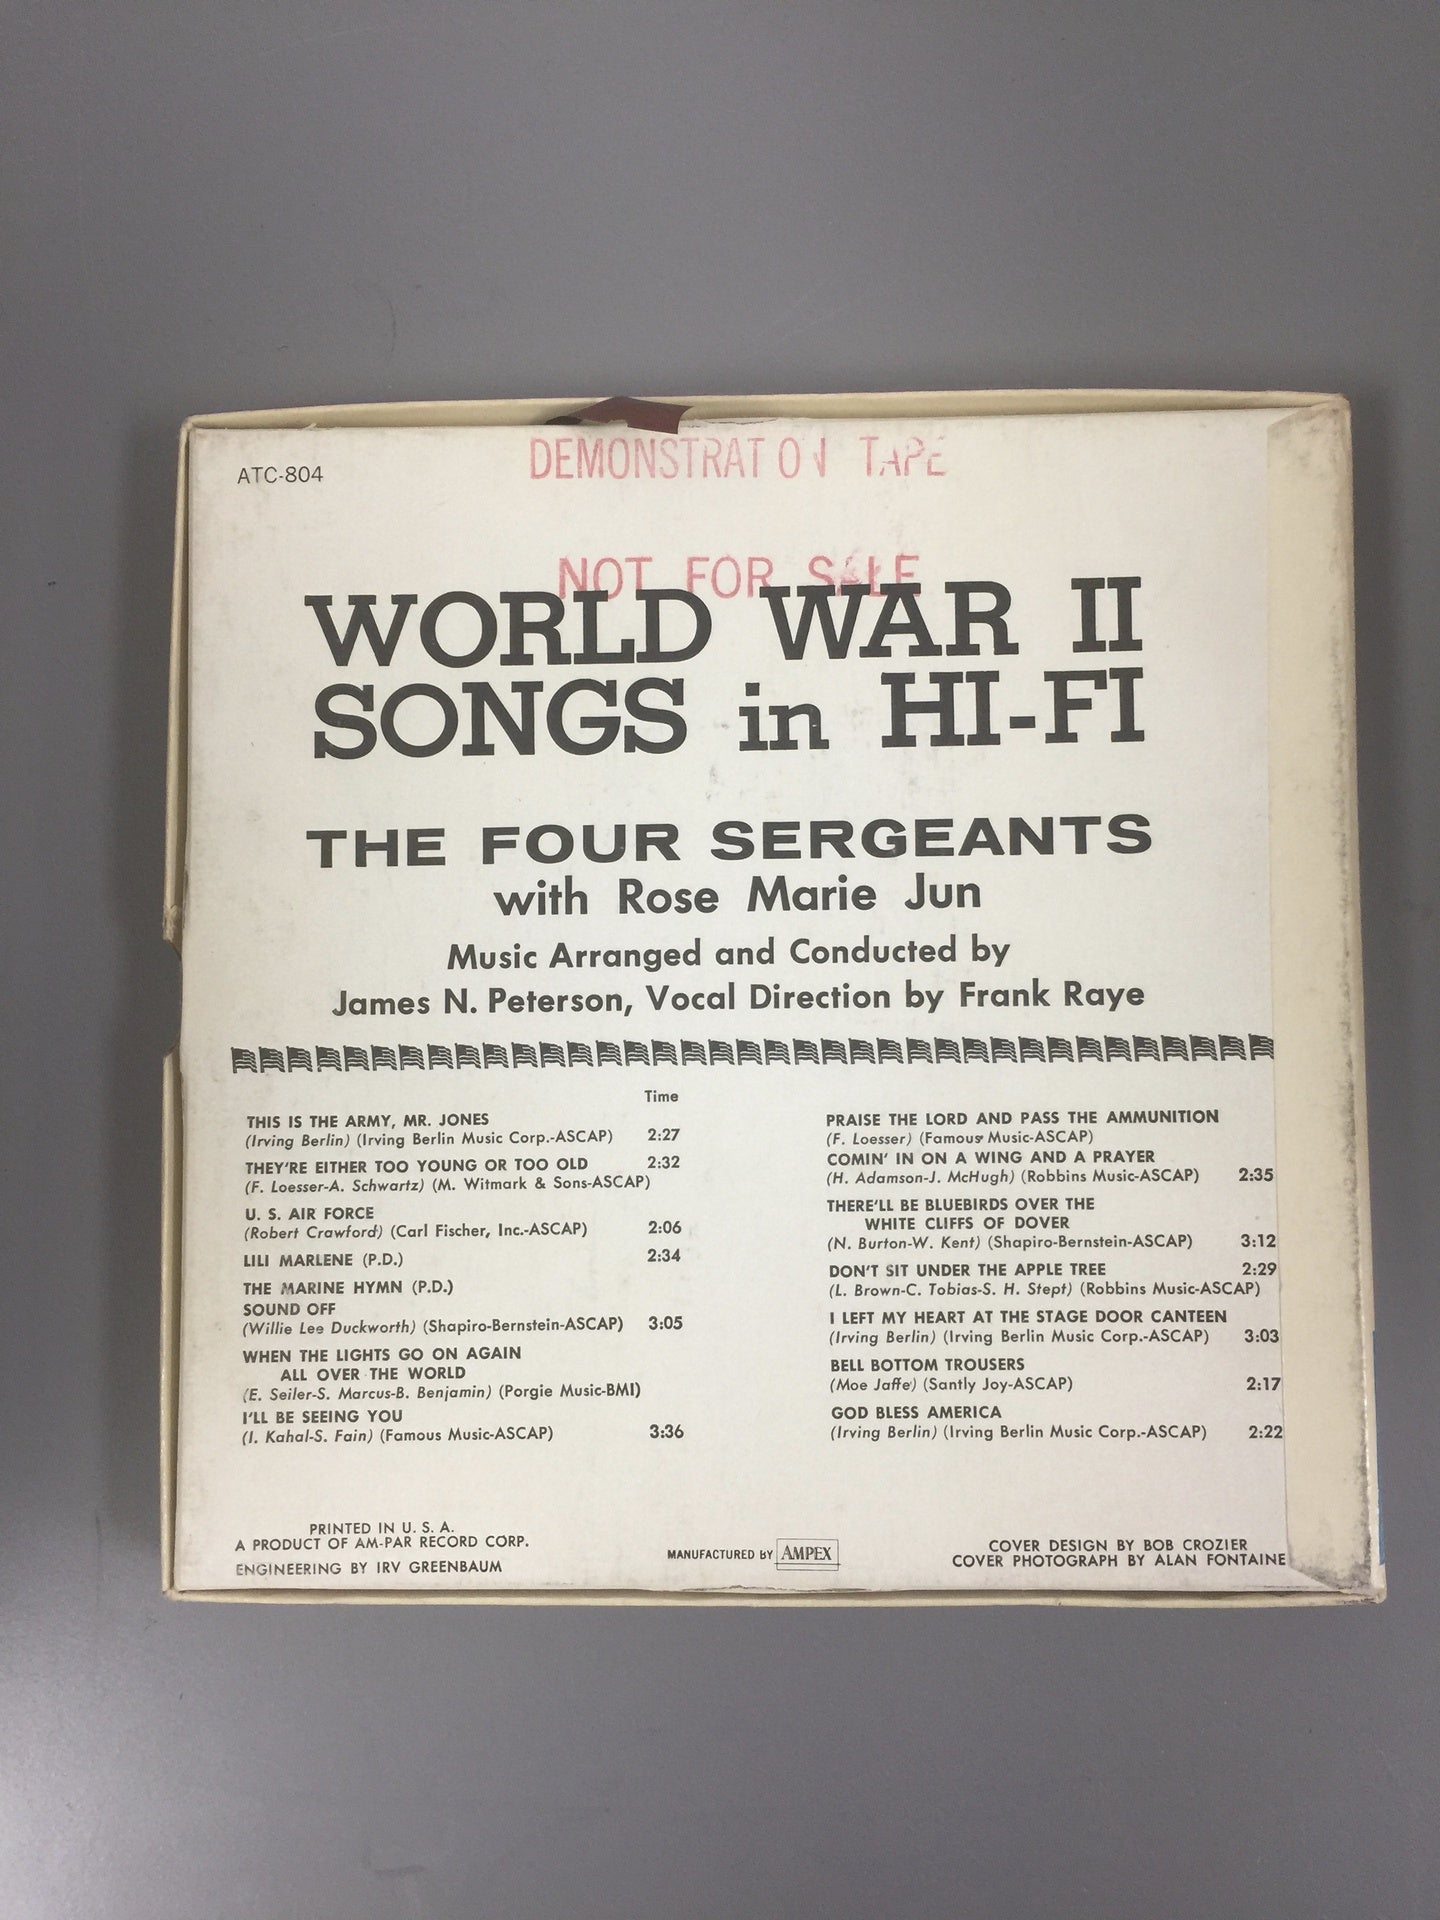 DEMONSTRATION TAPE
ATC-804
NOT FOR SALE
WORLD WAR II
SONGS in HI-FI
THE FOUR SERGEANTS
with Rose Marie Jun
Music Arranged and Conducted by
James N. Peterson, Vocal Direction by Frank Raye
Time
THIS IS THE ARMY, MR. JONES
(Irving Berlin) (Irving Berlin Music Corp.-ASCAP) 2:27
THEY'RE EITHER TOO YOUNG OR TOO OLD 2:32
(F. Loesser-A. Schwartz) (M. Witmark & Sons-ASCAP)
U. S. AIR FORCE
(Robert Crawford) (Carl Fischer, Inc.-ASCAP) 2:06
LILI MARLENE (P.D.) 2:34
THE MARINE HYMN (P.D.)
SOUND OFF
(Willie Lee Duckworth) (Shapiro-Bernstein-ASCAP) 3:05
WHEN THE LIGHTS GO ON AGAIN
ALL OVER THE WORLD
(E. Seiler-S. Marcus-B. Benjamin) (Porgie Music-BMI)
I'LL BE SEEING YOU
(I. Kahal-S. Fain) (Famous Music-ASCAP) 3:36
PRAISE THE LORD AND PASS THE AMMUNITION
(F. Loesser) (Famous Music-ASCAP)
COMIN' IN ON A WING AND A PRAYER
(H. Adamson-J. McHugh) (Robbins Music-ASCAP) 2:35
THERE'LL BE BLUEBIRDS OVER THE
WHITE CLIFFS OF DOVER
(N. Burton-W. Kent) (Shapiro-Bernstein-ASCAP) 3:12
DON'T SIT UNDER THE APPLE TREE 2:29
(L. Brown-C. Tobias-S. H. Stept) (Robbins Music-ASCAP)
I LEFT MY HEART AT THE STAGE DOOR CANTEEN
(Irving Berlin) (Irving Berlin Music Corp.-ASCAP) 3:03
BELL BOTTOM TROUSERS
(Moe Jaffe) (Santly Joy-ASCAP) 2:17
GOD BLESS AMERICA
(Irving Berlin) (Irving Berlin Music Corp.-ASCAP) 2:22
PRINTED IN U. S. A.
A PRODUCT OF AM-PAR RECORD CORP.
ENGINEERING BY IRV GREENBAUM
MANUFACTURED BY AMPEX
COVER DESIGN BY BOB CROZIER
COVER PHOTOGRAPH BY ALAN FONTAINE